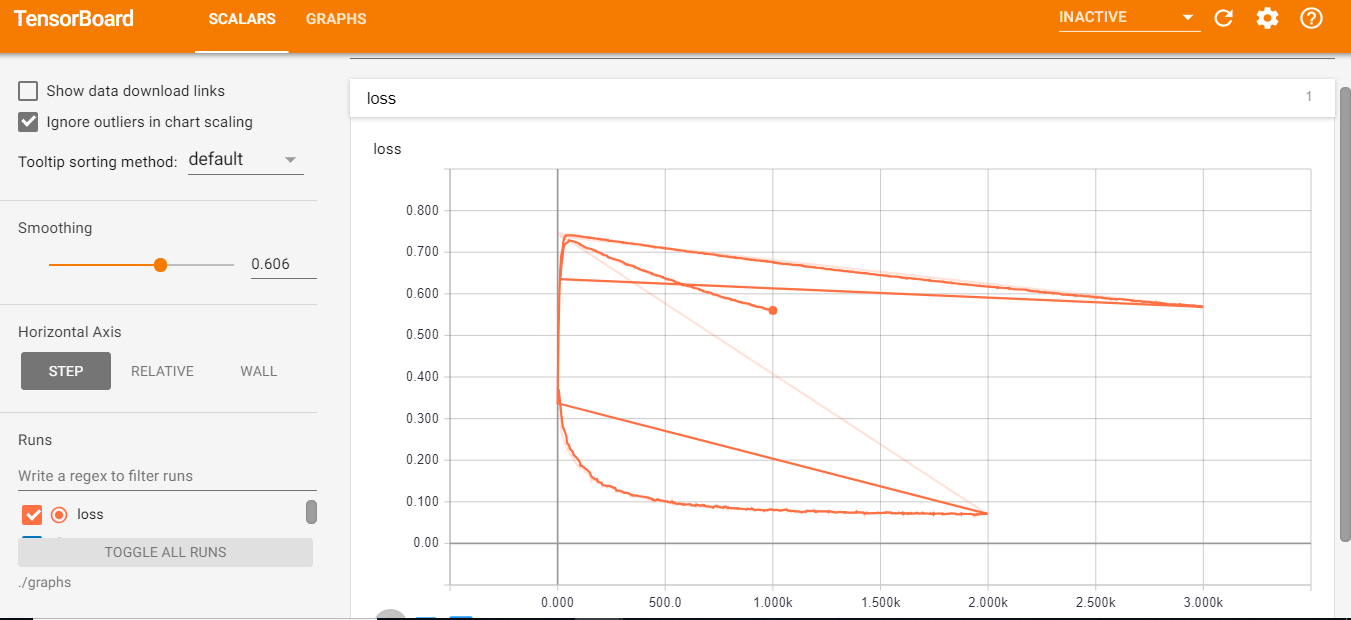 TensorBoard SCALARS GRAPHS INACTIVE
Show data download links
Ignore outliers in chart scaling
Tooltip sorting method: default
Smoothing
0.606
Horizontal Axis
STEP RELATIVE WALL
Runs
Write a regex to filter runs
loss
TOGGLE ALL RUNS
./graphs
loss 1
loss
0.800
0.700
0.600
0.500
0.400
0.300
0.200
0.100
0.00
0.000 500.0 1.000k 1.500k 2.000k 2.500k 3.000k